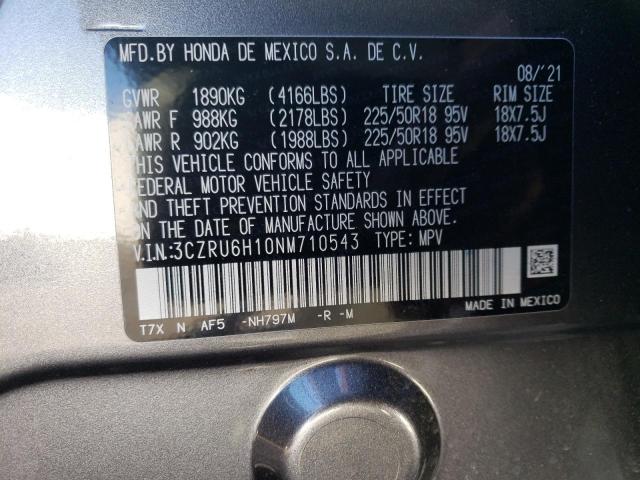 MFD.BY HONDA DE MEXICO S.A. DE C.V.
08/'21
GVWR 1890KG (4166LBS) TIRE SIZE RIM SIZE
GAWR F 988KG (2178LBS) 225/50R18 95V 18X7.5J
GAWR R 902KG (1988LBS) 225/50R18 95V 18X7.5J
THIS VEHICLE CONFORMS TO ALL APPLICABLE
FEDERAL MOTOR VEHICLE SAFETY
AND THEFT PREVENTION STANDARDS IN EFFECT
ON THE DATE OF MANUFACTURE SHOWN ABOVE.
V.I.N.:3CZRU6H10NM710543 TYPE: MPV
T7X N AF5 -NH797M -R -M
MADE IN MEXICO